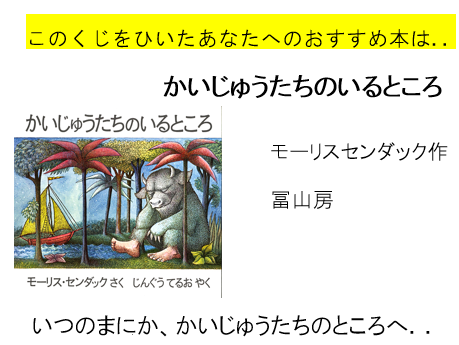 このくじをひいたあなたへのおすすめ本は..
かいじゅうたちのいるところ
かいじゅうたちのいるところ
モーリスセンダック作
冨山房
モーリス・センダック さく じんぐう てるお やく
いつのまにか、かいじゅうたちのところへ. .